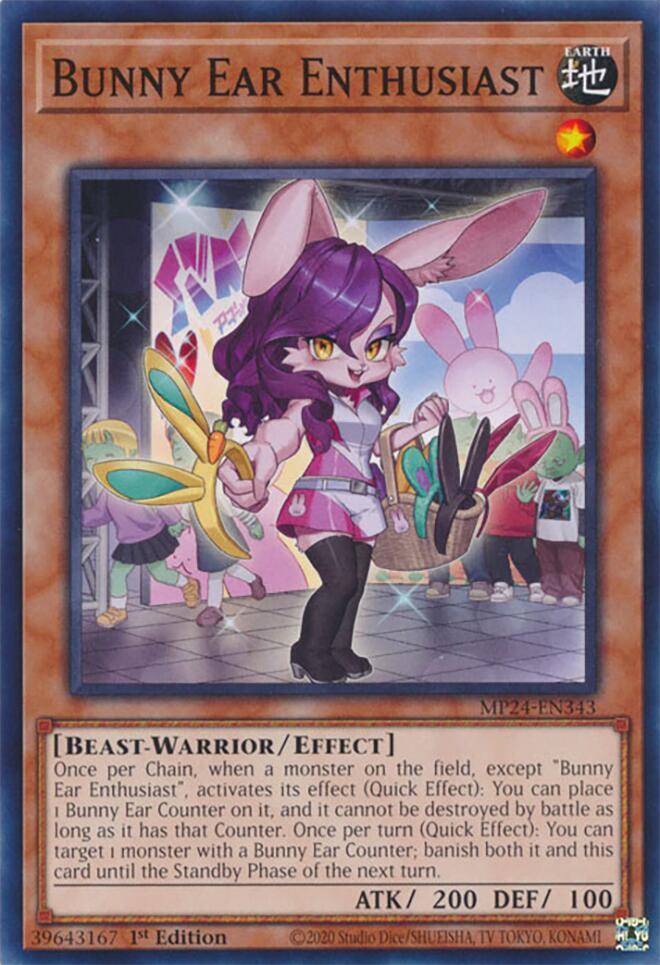 BUNNY EAR ENTHUSIAST
EARTH
地
MP24-EN343
[BEAST-WARRIOR/EFFECT]
Once per Chain, when a monster on the field, except "Bunny
Ear Enthusiast", activates its effect (Quick Effect): You can place
1 Bunny Ear Counter on it, and it cannot be destroyed by battle as
long as it has that Counter. Once per turn (Quick Effect): You can
target 1 monster with a Bunny Ear Counter; banish both it and this
card until the Standby Phase of the next turn.
ATK/ 200 DEF/ 100
39643167 1st Edition
©2020 Studio Dice/SHUEISHA, TV TOKYO, KONAMI